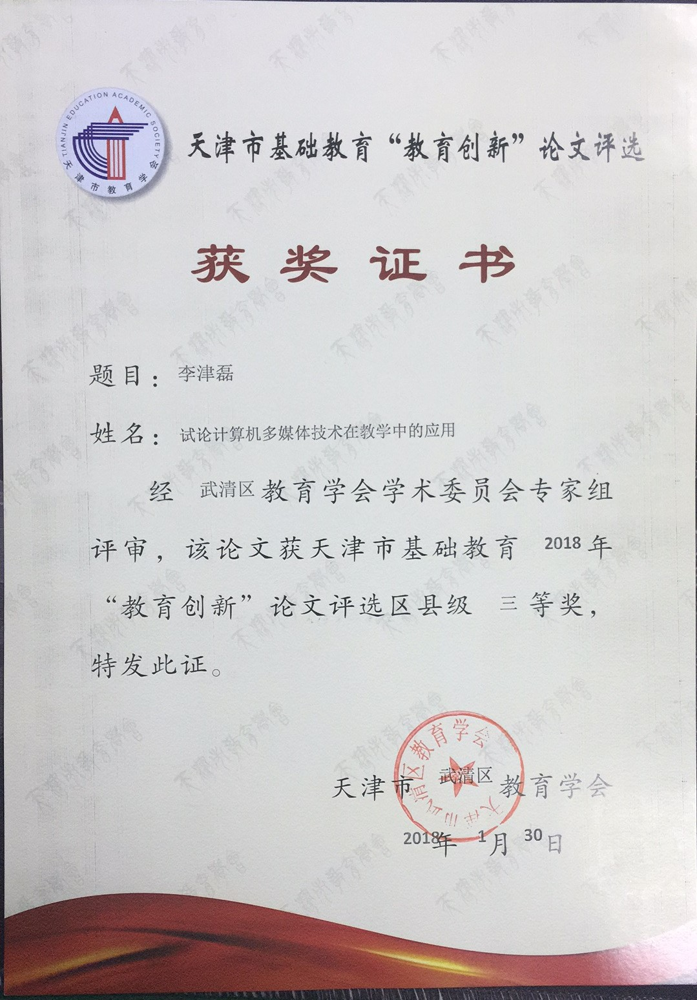 TIANJIN EDUCATION ACADEMIC SOCIETY
天津市教育学会
天津市基础教育“教育创新”论文评选
获奖证书
题目：李津磊
姓名：试论计算机多媒体技术在教学中的应用
经 武清区 教育学会学术委员会专家组
评审，该论文获天津市基础教育 2018 年
“教育创新”论文评选区县级 三 等奖，
特发此证。
天津市武清区教育学会
天津市 武清区 教育学会
2018年 1月 30日